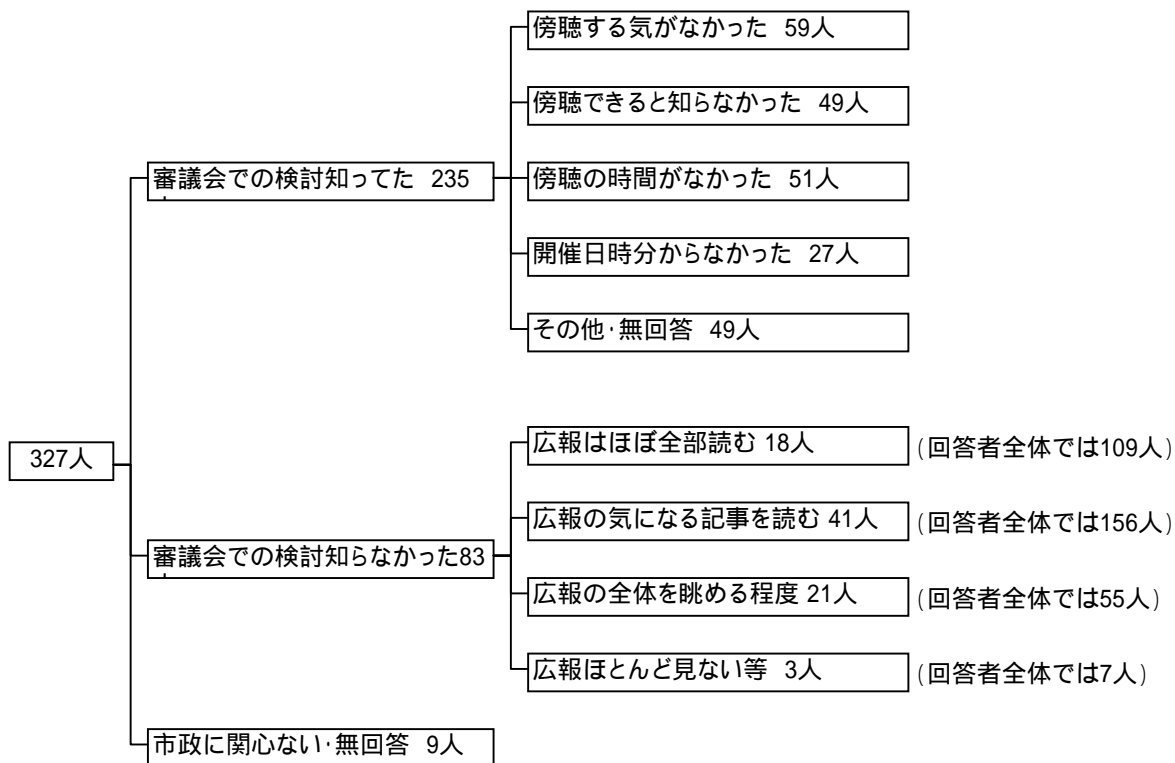 傍聴する気がなかった 59人
傍聴できると知らなかった 49人
審議会での検討知ってた 235
傍聴の時間がなかった 51人
開催日時分からなかった 27人
その他・無回答 49人
327人
広報はほぼ全部読む 18人 (回答者全体では109人)
広報の気になる記事を読む 41人 (回答者全体では156人)
審議会での検討知らなかった83
広報の全体を眺める程度 21人 (回答者全体では55人)
広報ほとんど見ない等 3人 (回答者全体では7人)
市政に関心ない・無回答 9人